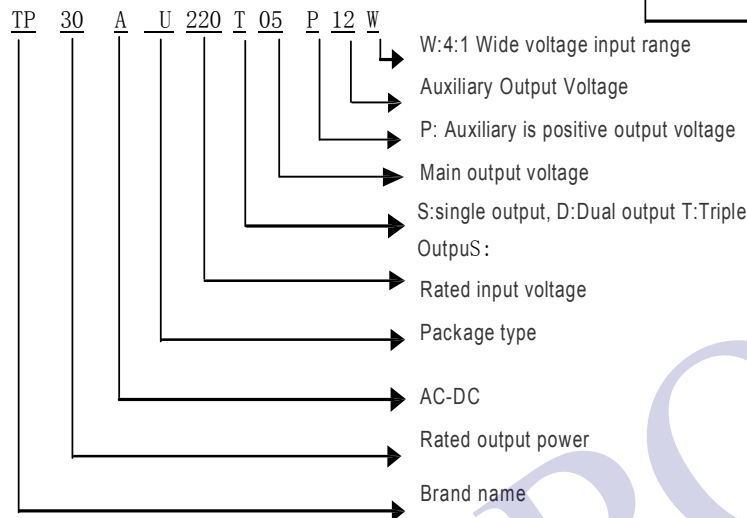 TP 30 A U 220 T 05 P 12 W
W:4:1 Wide voltage input range
Auxiliary Output Voltage
P: Auxiliary is positive output voltage
Main output voltage
S:single output, D:Dual output T:Triple
OutpuS:
Rated input voltage
Package type
AC-DC
Rated output power
Brand name